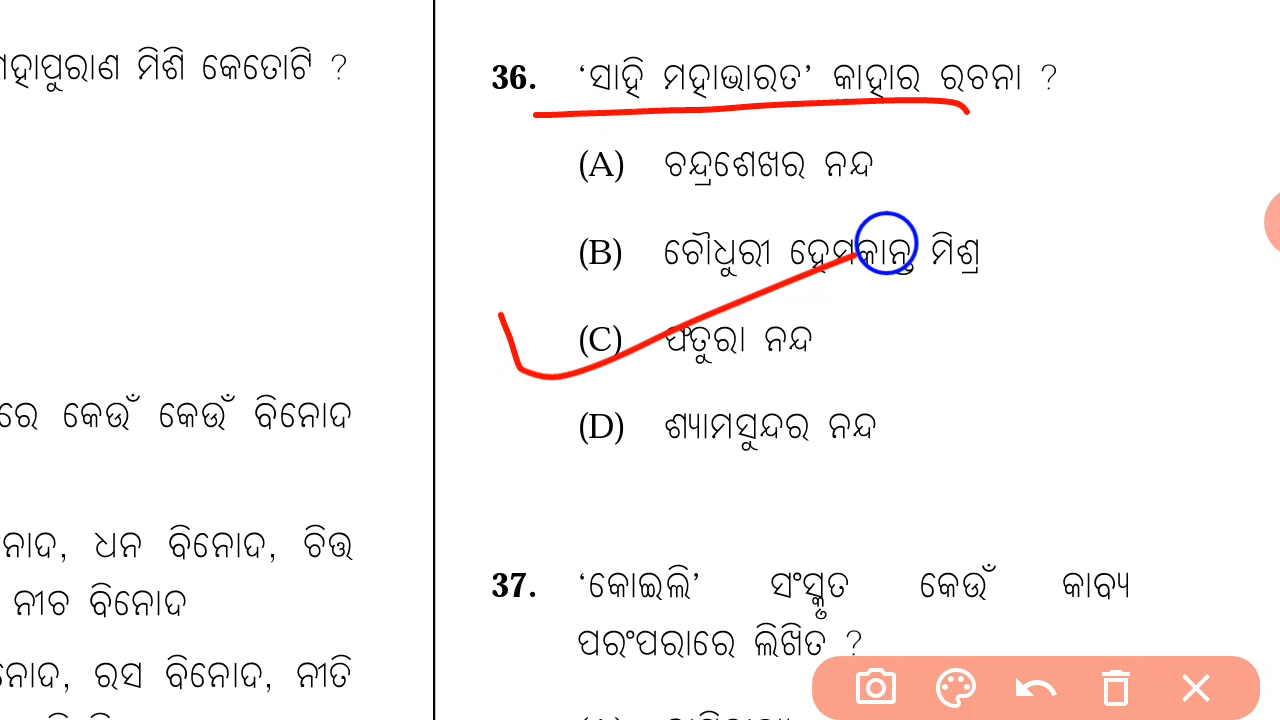 ମହାପୁରାଣ ମିଶି କେତୋଟି ?
ରେ କେଉଁ କେଉଁ ବିନୋଦ
ନୋଦ, ଧନ ବିନୋଦ, ଚିତ୍ତ
ନୀଚ ବିନୋଦ
ନୋଦ, ରସ ବିନୋଦ, ନୀତି
36. ‘ସାହି ମହାଭାରତ’ କାହାର ରଚନା ?
(A) ଚନ୍ଦ୍ରଶେଖର ନନ୍ଦ
(B) ଚୌଧୁରୀ ହେମକାନ୍ତ ମିଶ୍ର
(C) ଫତୁରା ନନ୍ଦ
(D) ଶ୍ୟାମସୁନ୍ଦର ନନ୍ଦ
37. ‘କୋଇଲି’ ସଂସ୍କୃତ କେଉଁ କାବ୍ୟ
ପରଂପରାରେ ଲିଖିତ ?